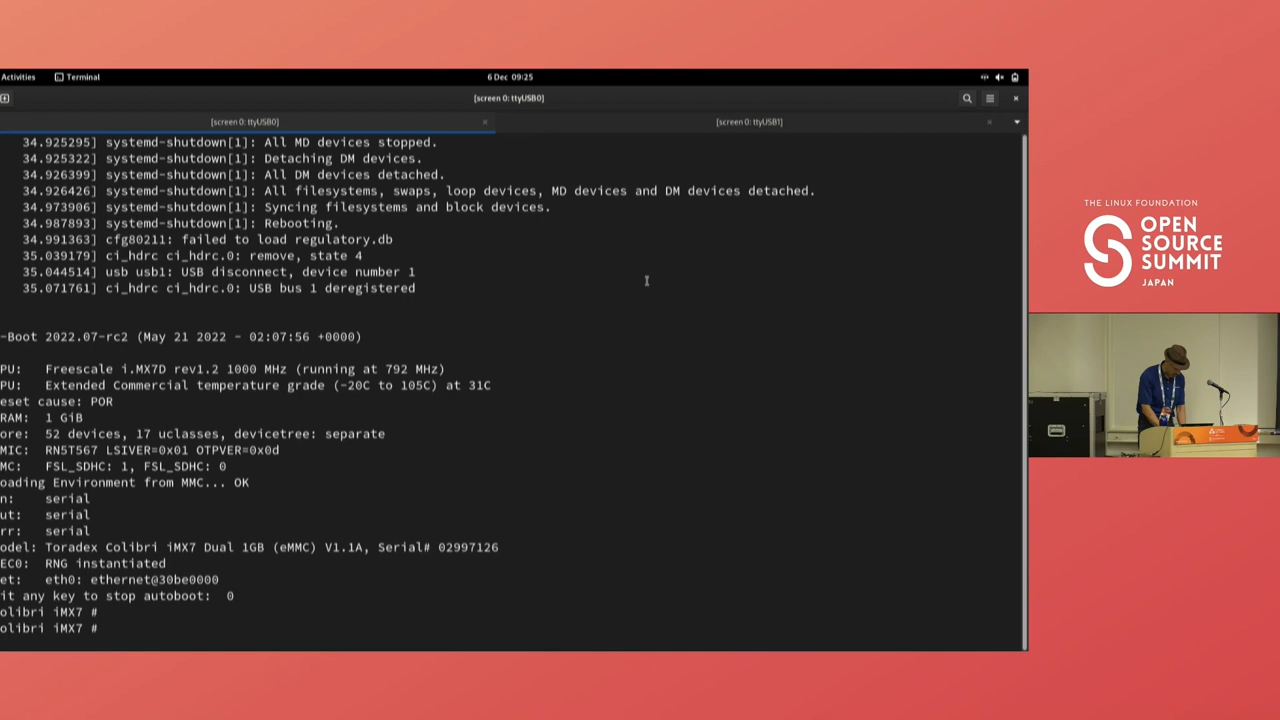 Activities
Terminal
6 Dec 09:25
[screen 0: ttyUSB0]
[screen 0: ttyUSB0]
[screen 0: ttyUSB1]
34.925295] systemd-shutdown[1]: All MD devices stopped.
34.925322] systemd-shutdown[1]: Detaching DM devices.
34.926399] systemd-shutdown[1]: All DM devices detached.
34.926426] systemd-shutdown[1]: All filesystems, swaps, loop devices, MD devices and DM devices detached.
34.973906] systemd-shutdown[1]: Syncing filesystems and block devices.
34.987893] systemd-shutdown[1]: Rebooting.
34.991363] cfg80211: failed to load regulatory.db
35.039179] ci_hdrc ci_hdrc.0: remove, state 4
35.044514] usb usb1: USB disconnect, device number 1
35.071761] ci_hdrc ci_hdrc.0: USB bus 1 deregistered
-Boot 2022.07-rc2 (May 21 2022 - 02:07:56 +0000)
PU:   Freescale i.MX7D rev1.2 1000 MHz (running at 792 MHz)
PU:   Extended Commercial temperature grade (-20C to 105C) at 31C
eset cause: POR
RAM:  1 GiB
ore:  52 devices, 17 uclasses, devicetree: separate
MIC:  RN5T567 LSIVER=0x01 OTPVER=0x0d
MC:   FSL_SDHC: 1, FSL_SDHC: 0
oading Environment from MMC... OK
n:    serial
ut:   serial
rr:   serial
odel: Toradex Colibri iMX7 Dual 1GB (eMMC) V1.1A, Serial# 02997126
EC0:  RNG instantiated
et:   eth0: ethernet@30be0000
it any key to stop autoboot:  0
olibri iMX7 #
olibri iMX7 #
THE LINUX FOUNDATION
OPEN
SOURCE
SUMMIT
JAPAN